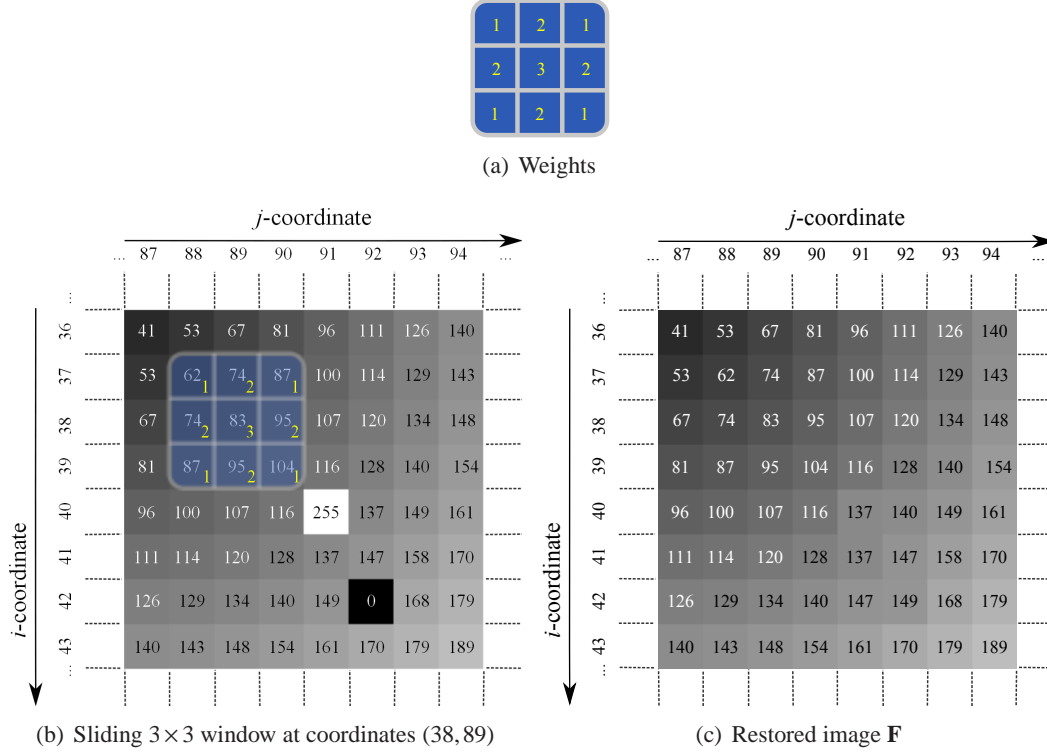 1 2 1
2 3 2
1 2 1
(a) Weights
j-coordinate
... 87 88 89 90 91 92 93 94 ...
i-coordinate
...
36 41 53 67 81 96 111 126 140
37 53 62 1 74 2 87 1 100 114 129 143
38 67 74 2 83 3 95 2 107 120 134 148
39 81 87 1 95 2 104 1 116 128 140 154
40 96 100 107 116 255 137 149 161
41 111 114 120 128 137 147 158 170
42 126 129 134 140 149 0 168 179
43 140 143 148 154 161 170 179 189
...
(b) Sliding 3×3 window at coordinates (38,89)
j-coordinate
... 87 88 89 90 91 92 93 94 ...
i-coordinate
...
36 41 53 67 81 96 111 126 140
37 53 62 74 87 100 114 129 143
38 67 74 83 95 107 120 134 148
39 81 87 95 104 116 128 140 154
40 96 100 107 116 137 140 149 161
41 111 114 120 128 137 147 158 170
42 126 129 134 140 147 149 168 179
43 140 143 148 154 161 170 179 189
...
(c) Restored image F